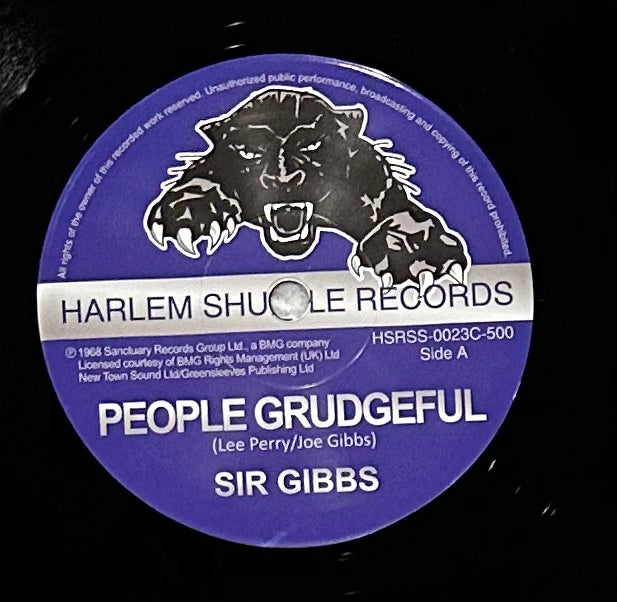 All rights of the owner of this recorded work reserved. Unauthorized public performance, broadcasting and copying of this record prohibited.
HARLEM SHU LE RECORDS
℗ 1968 Sanctuary Records Group Ltd., a BMG company
Licensed courtesy of BMG Rights Management (UK) Ltd
New Town Sound Ltd/Greensleeves Publishing Ltd
HSRSS-0023C-500
Side A
PEOPLE GRUDGEFUL
(Lee Perry/Joe Gibbs)
SIR GIBBS